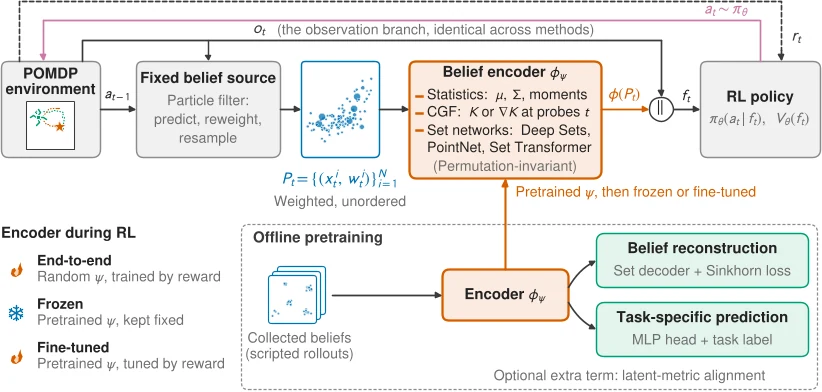 a_t ~ π_θ
o_t (the observation branch, identical across methods)
r_t
POMDP
environment
a_{t−1}
Fixed belief source
Particle filter:
predict, reweight,
resample
P_t = {(x_t^i, w_t^i)}_{i=1}^N
Weighted, unordered
Belief encoder ϕ_ψ
Statistics: μ, Σ, moments
CGF: K or ∇K at probes t
Set networks: Deep Sets,
PointNet, Set Transformer
(Permutation-invariant)
ϕ(P_t)
||
f_t
RL policy
π_θ(a_t | f_t), V_θ(f_t)
Pretrained ψ, then frozen or fine-tuned
Encoder during RL
End-to-end
Random ψ, trained by reward
Frozen
Pretrained ψ, kept fixed
Fine-tuned
Pretrained ψ, tuned by reward
Offline pretraining
Collected beliefs
(scripted rollouts)
Encoder ϕ_ψ
Belief reconstruction
Set decoder + Sinkhorn loss
Task-specific prediction
MLP head + task label
Optional extra term: latent-metric alignment